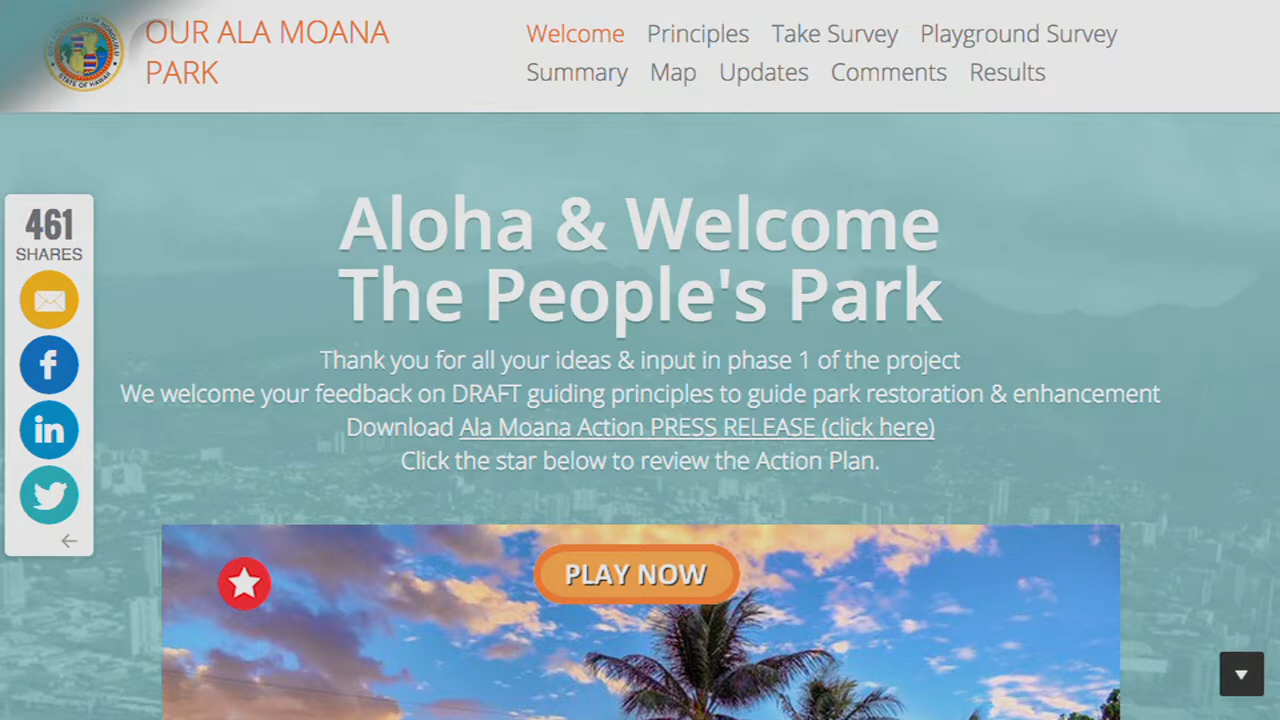 OUR ALA MOANA
PARK
Welcome Principles Take Survey Playground Survey
Summary Map Updates Comments Results
461
SHARES
Aloha & Welcome
The People's Park
Thank you for all your ideas & input in phase 1 of the project
We welcome your feedback on DRAFT guiding principles to guide park restoration & enhancement
Download Ala Moana Action PRESS RELEASE (click here)
Click the star below to review the Action Plan.
PLAY NOW